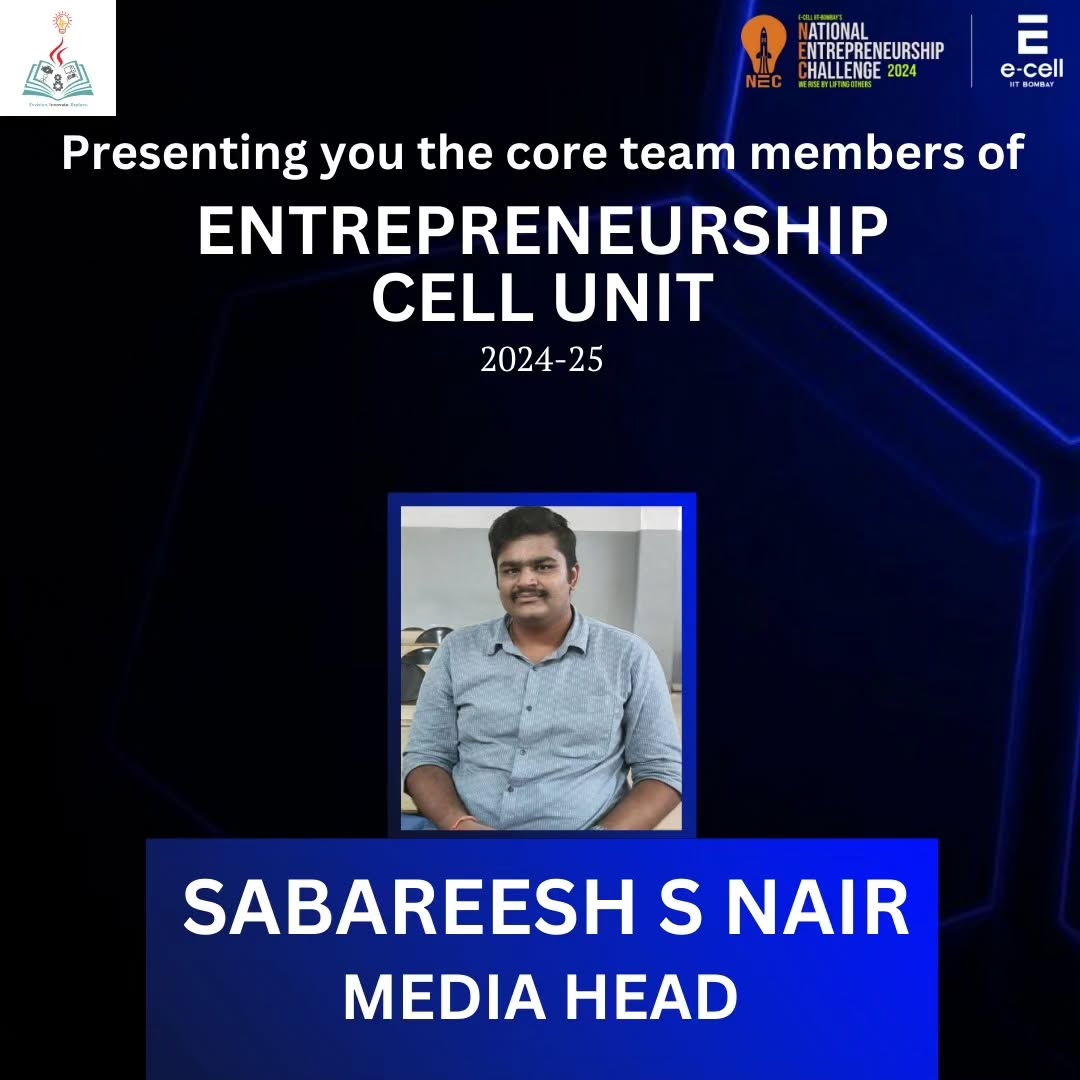 Envision. Innovate. Explore.
E-CELL IIT-BOMBAY'S
NATIONAL
ENTREPRENEURSHIP
CHALLENGE 2024
WE RISE BY LIFTING OTHERS
NEC
e-cell
IIT BOMBAY
Presenting you the core team members of
ENTREPRENEURSHIP
CELL UNIT
2024-25
SABAREESH S NAIR
MEDIA HEAD